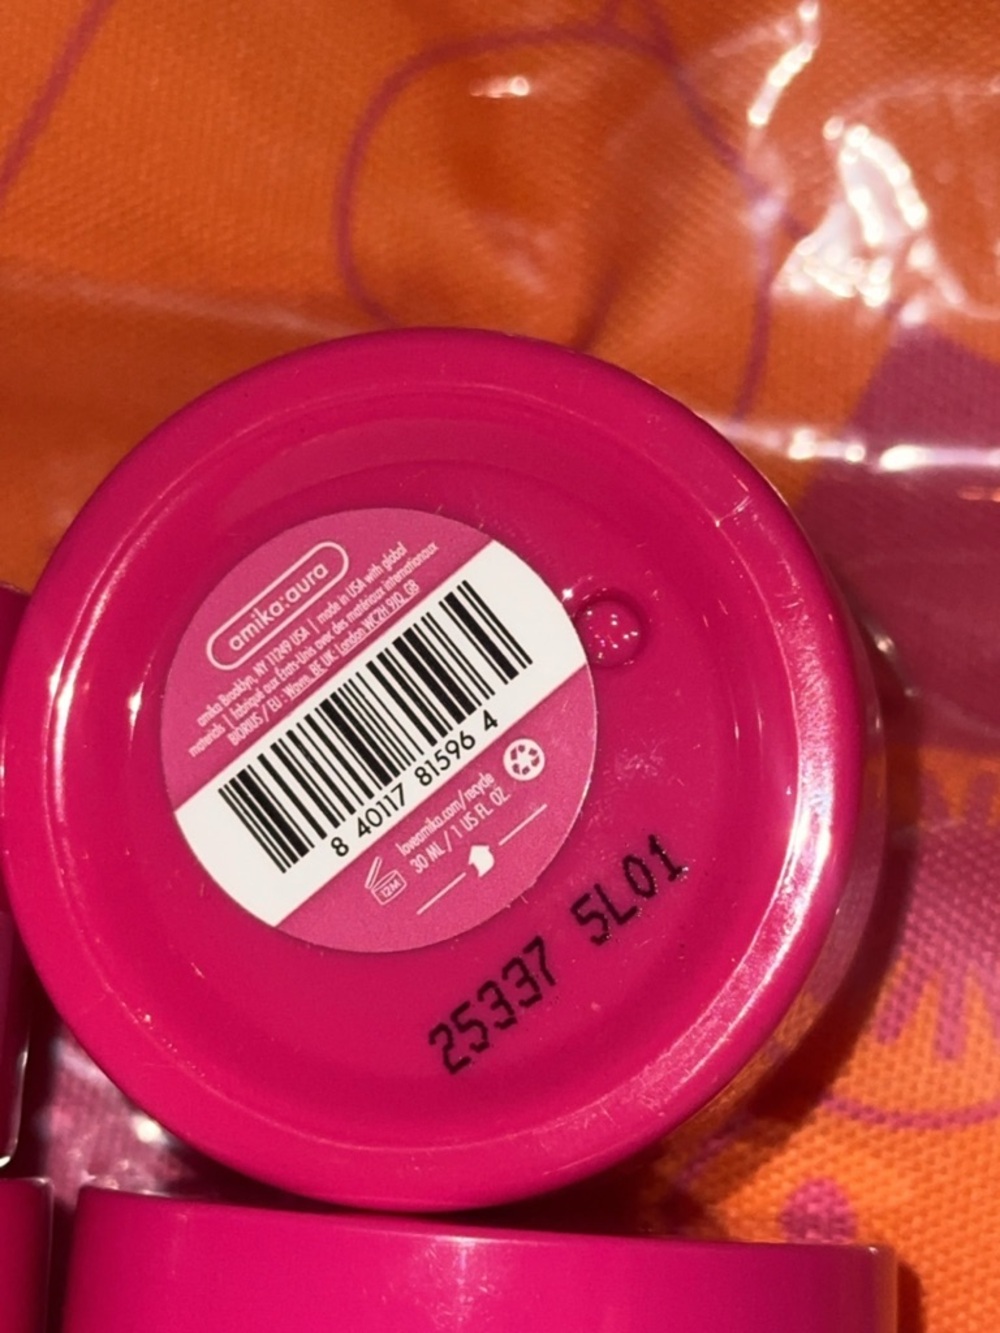 amika:aura
amika Brooklyn, NY 11249 USA | made in USA with global
materials | fabriqué aux États-Unis avec des matériaux internationaux
BIORIUS / EU : Wavre, BE UK: London WC2H 9JQ, GB
8 40117 81596 4
loveamika.com/recycle
30 ML / 1 US FL OZ.
12M
25337 5L01